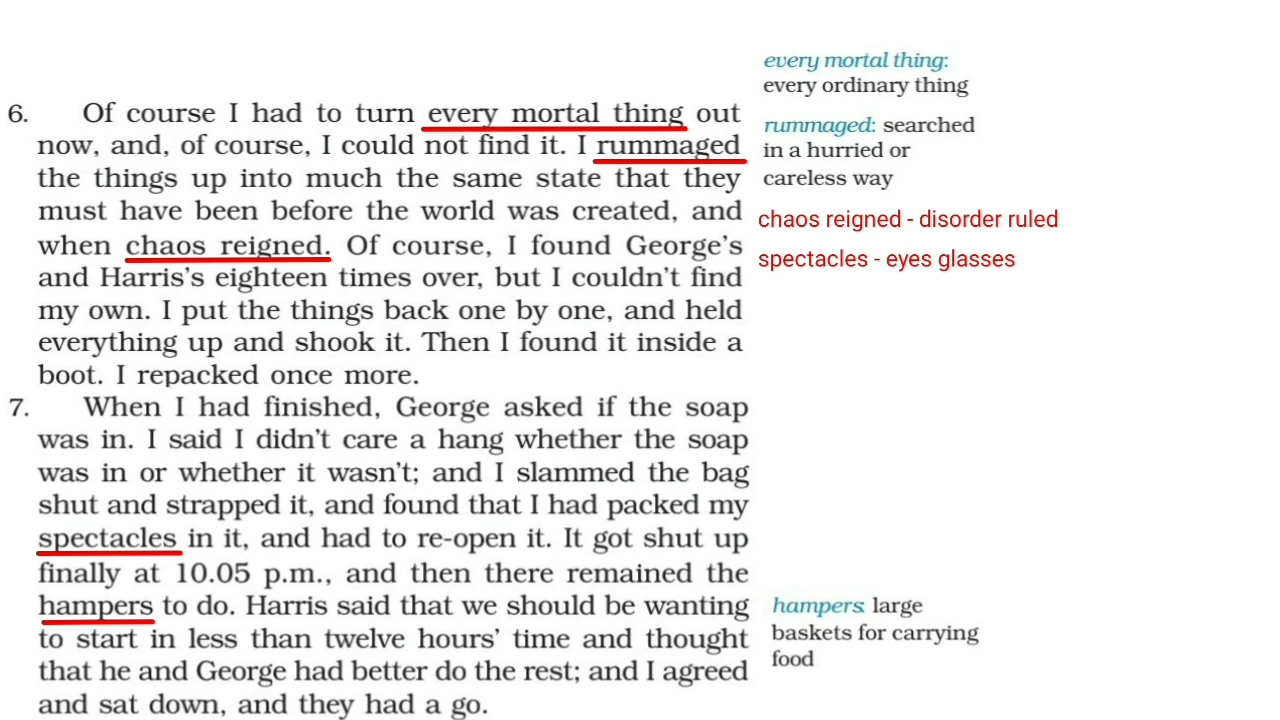 6. Of course I had to turn every mortal thing out
now, and, of course, I could not find it. I rummaged
the things up into much the same state that they
must have been before the world was created, and
when chaos reigned. Of course, I found George’s
and Harris’s eighteen times over, but I couldn’t find
my own. I put the things back one by one, and held
everything up and shook it. Then I found it inside a
boot. I repacked once more.
7. When I had finished, George asked if the soap
was in. I said I didn’t care a hang whether the soap
was in or whether it wasn’t; and I slammed the bag
shut and strapped it, and found that I had packed my
spectacles in it, and had to re-open it. It got shut up
finally at 10.05 p.m., and then there remained the
hampers to do. Harris said that we should be wanting
to start in less than twelve hours’ time and thought
that he and George had better do the rest; and I agreed
and sat down, and they had a go.
every mortal thing:
every ordinary thing
rummaged: searched
in a hurried or
careless way
chaos reigned - disorder ruled
spectacles - eyes glasses
hampers: large
baskets for carrying
food